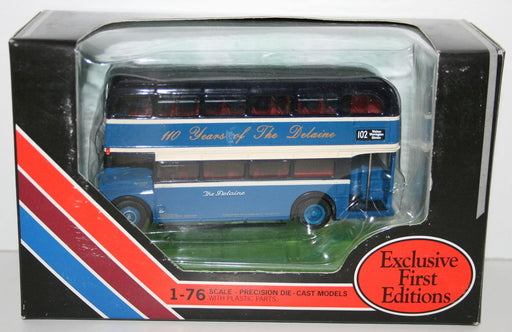 110 Years of The Delaine
102
The Delaine
1-76 SCALE - PRECISION DIE-CAST MODELS
WITH PLASTIC PARTS.
Exclusive
First
Editions